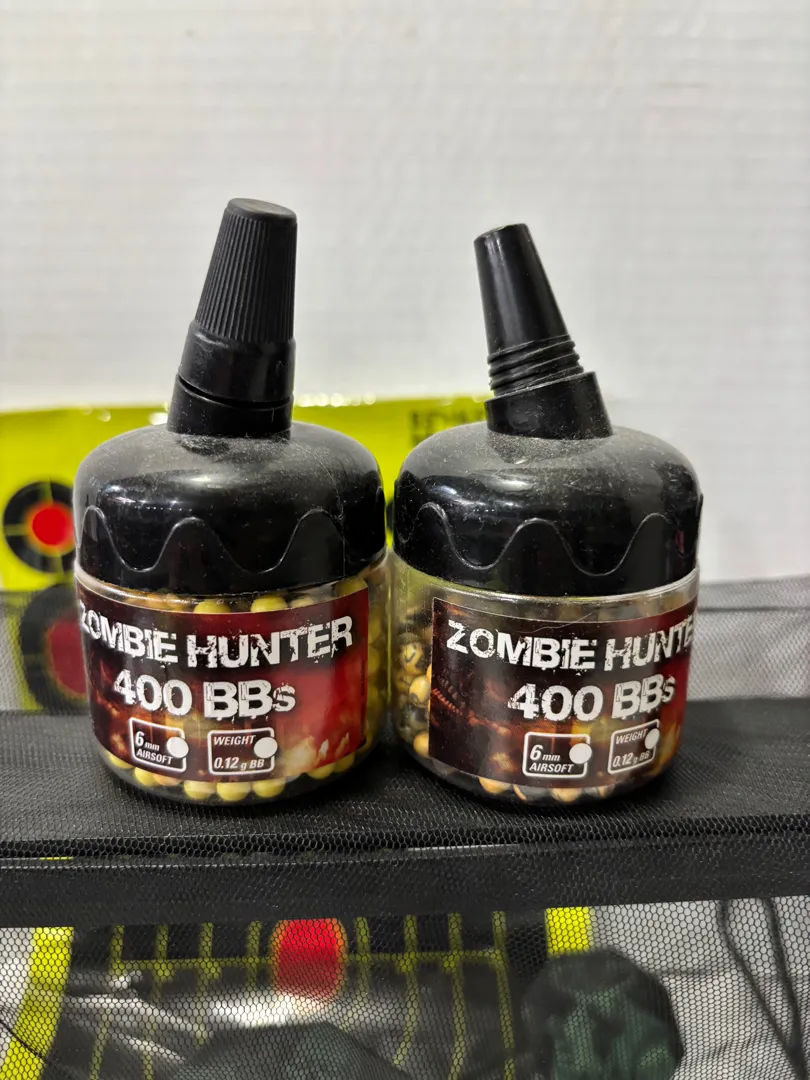 ZOMBIE HUNTER
400 BBs
6mm
AIRSOFT
WEIGHT
0.12g BB
ZOMBIE HUNTE
400 BBs
6mm
AIRSOFT
WEIGHT
0.12g BB